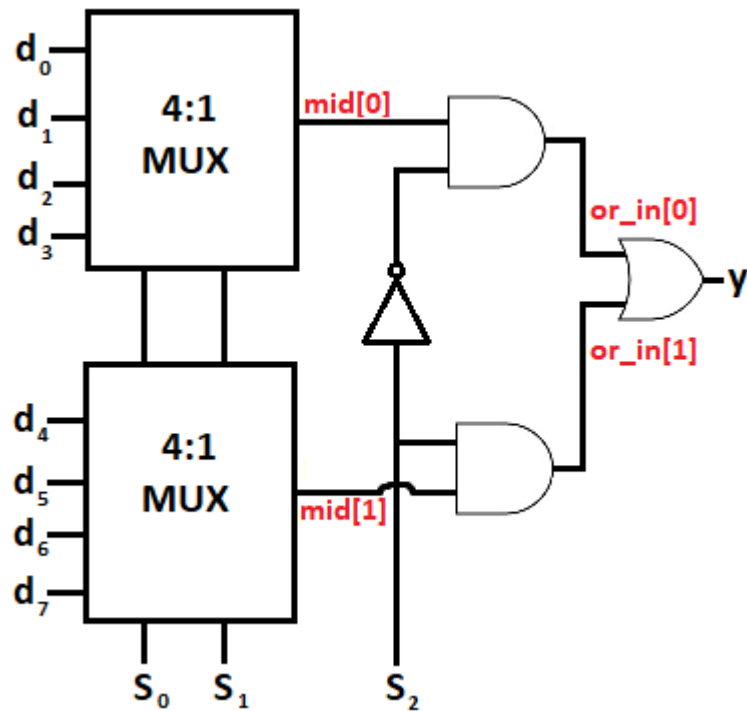 d₀
d₁
d₂
d₃
4:1
MUX
mid[0]
or_in[0]
y
or_in[1]
d₄
d₅
d₆
d₇
4:1
MUX
mid[1]
S₀
S₁
S₂